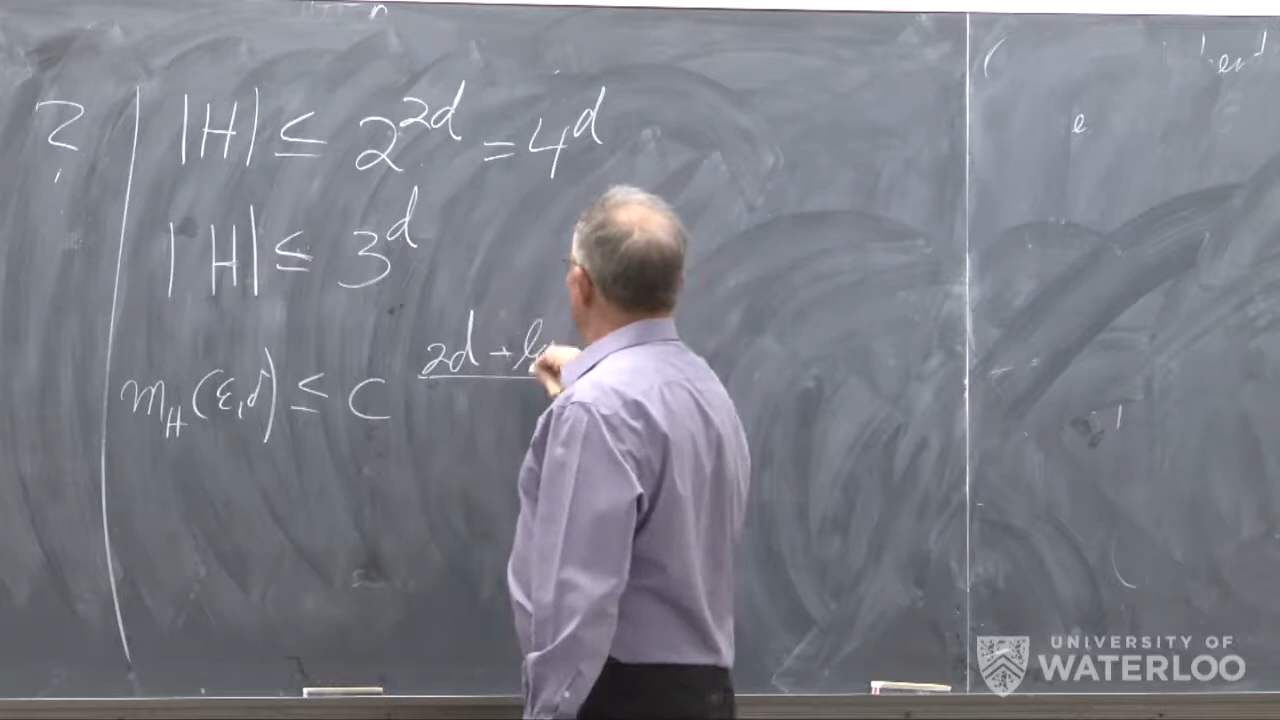 ? |H| ≤ 2^{2d} = 4^d
|H| ≤ 3^d
m_H(ε,δ) ≤ C 2d + l
UNIVERSITY OF
WATERLOO